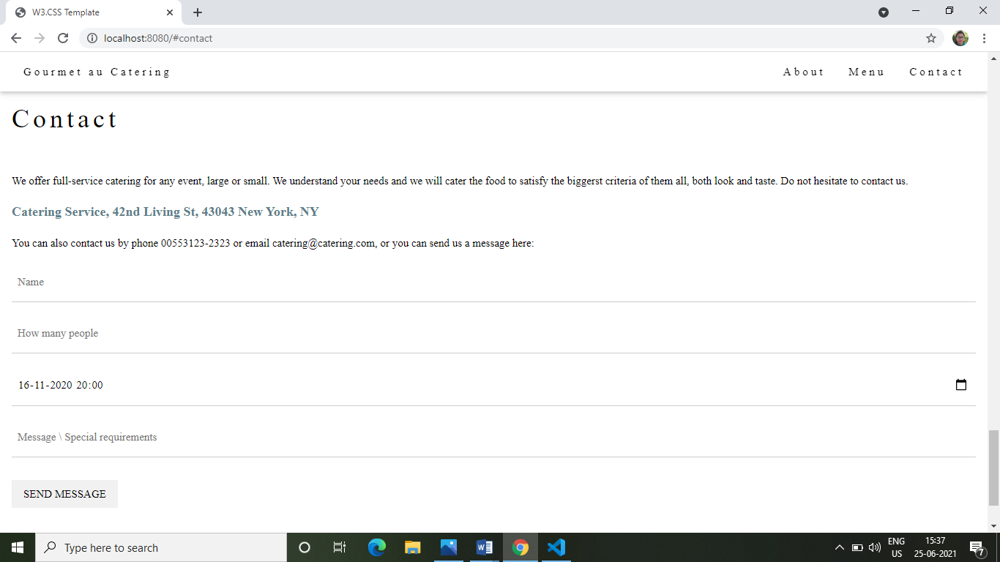 W3.CSS Template
localhost:8080/#contact
Gourmet au Catering
About Menu Contact
Contact
We offer full-service catering for any event, large or small. We understand your needs and we will cater the food to satisfy the biggerst criteria of them all, both look and taste. Do not hesitate to contact us.
Catering Service, 42nd Living St, 43043 New York, NY
You can also contact us by phone 00553123-2323 or email catering@catering.com, or you can send us a message here:
Name
How many people
16-11-2020 20:00
Message \ Special requirements
SEND MESSAGE
Type here to search
ENG
US
15:37
25-06-2021
7